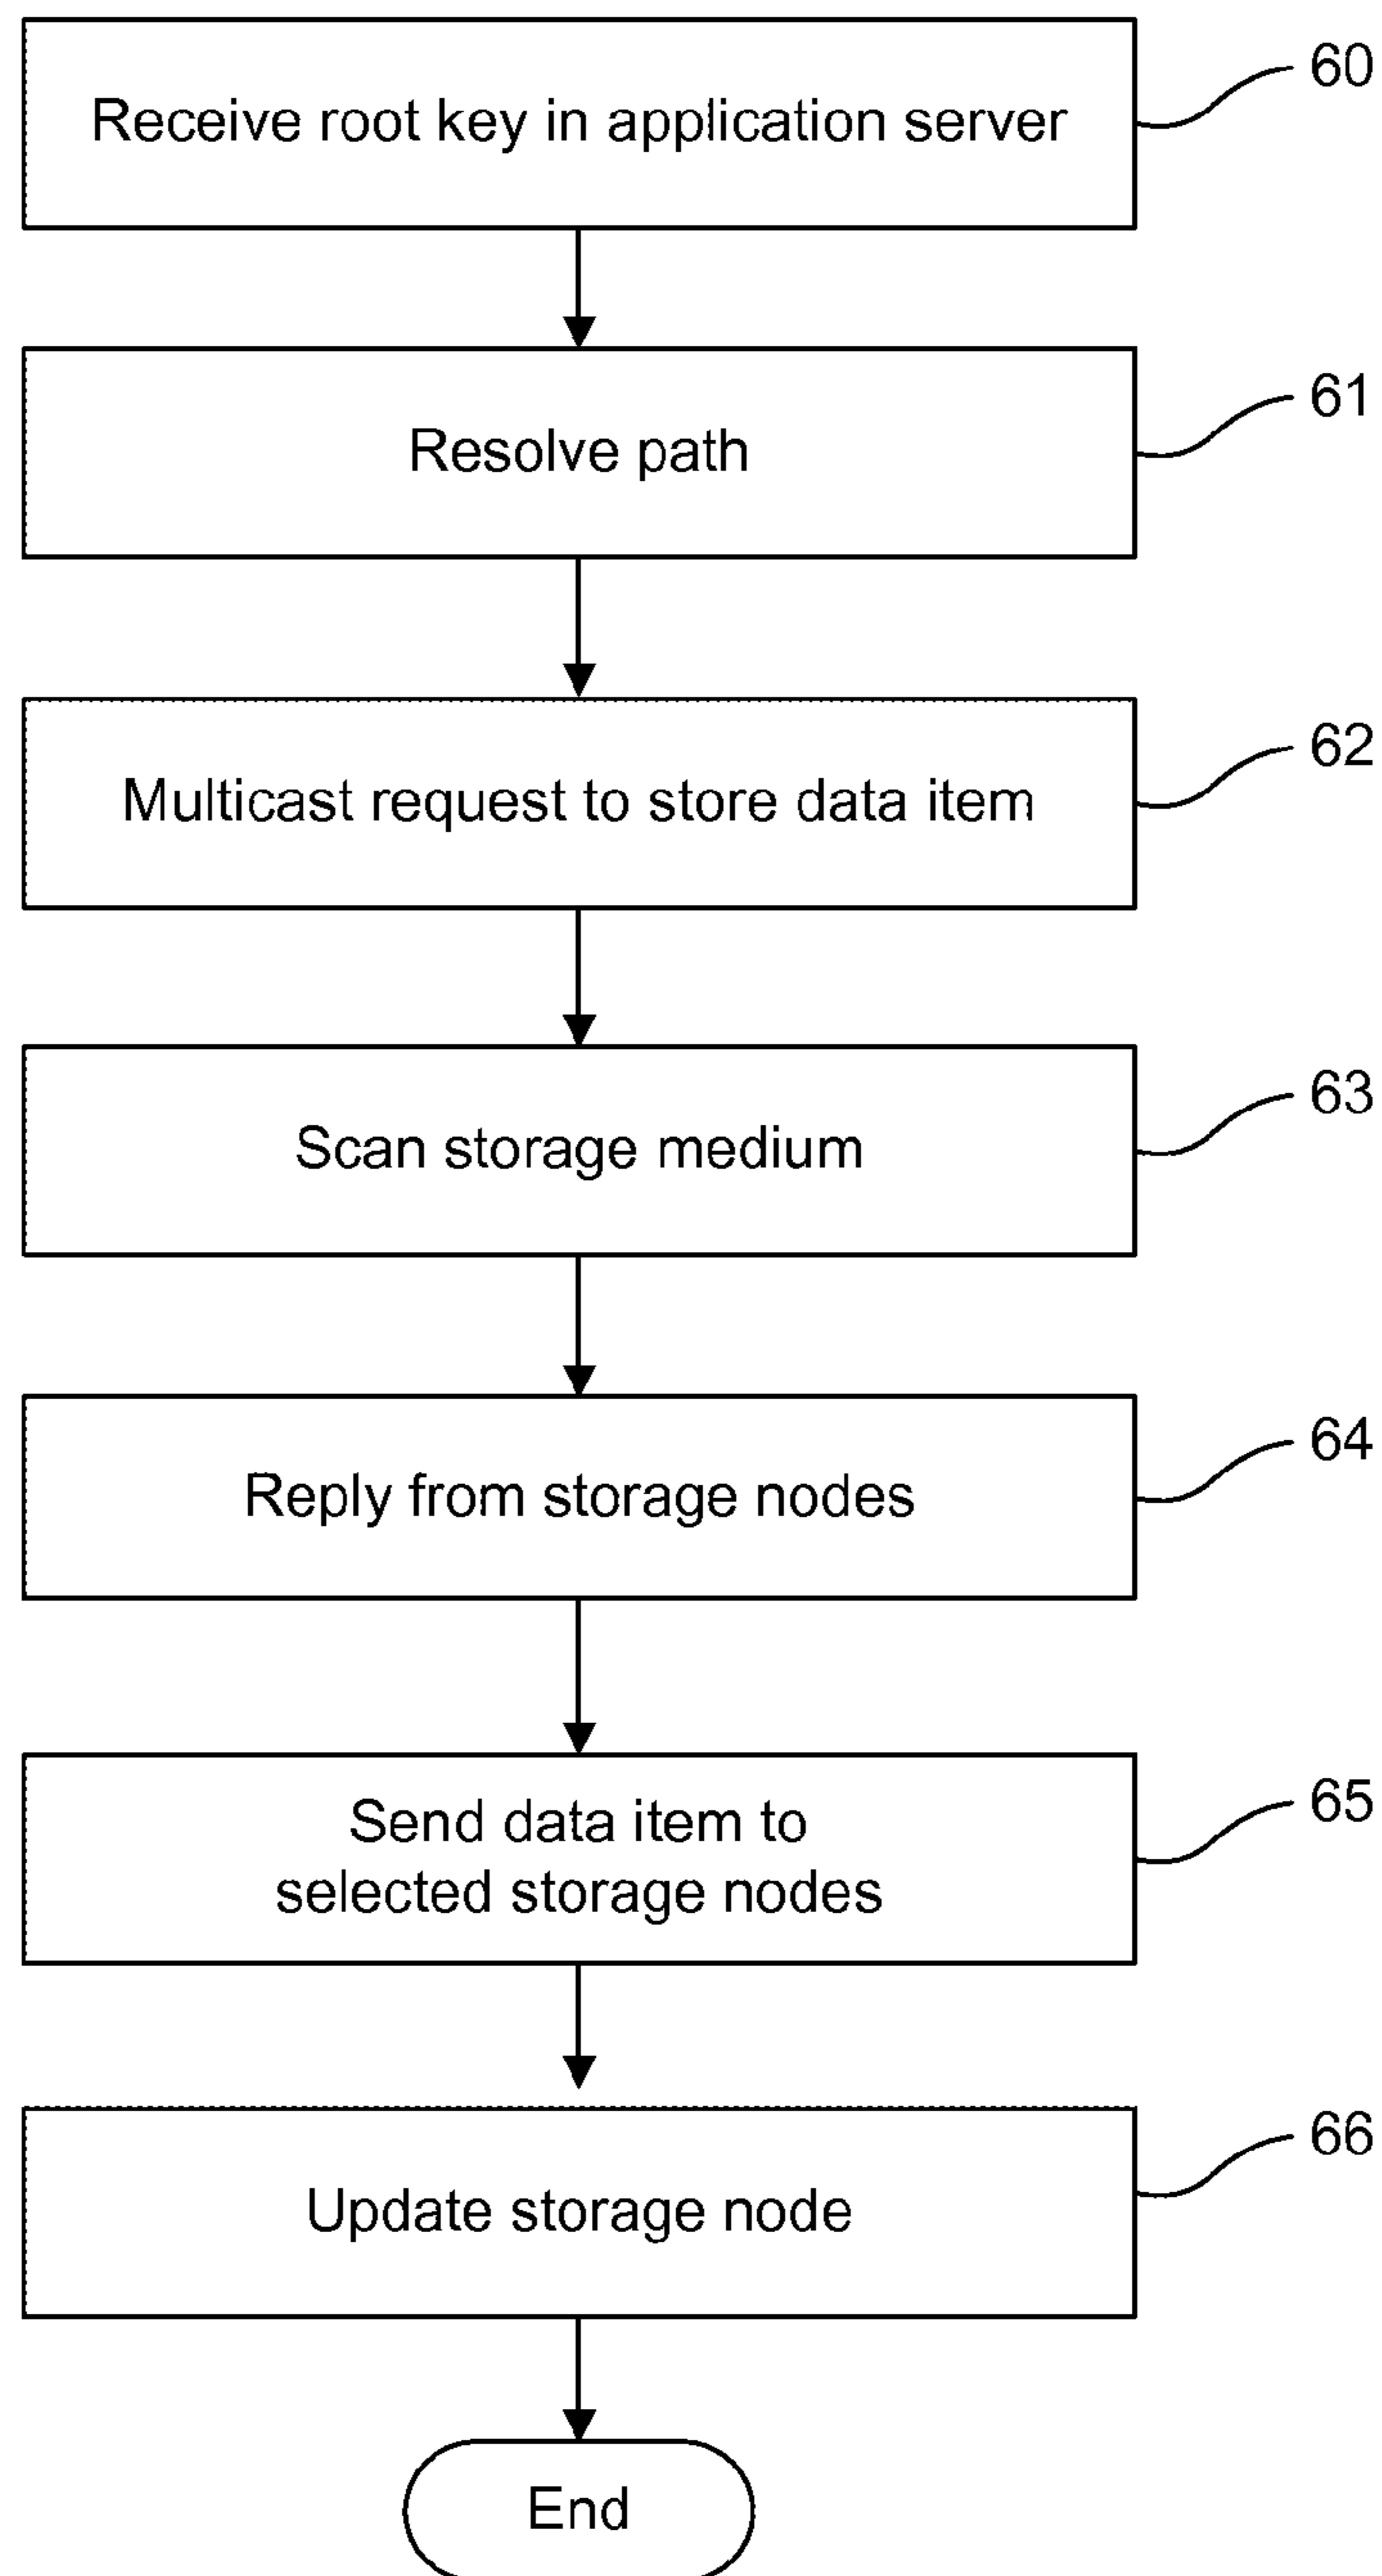 Receive root key in application server
60
Resolve path
61
Multicast request to store data item
62
Scan storage medium
63
Reply from storage nodes
64
Send data item to
selected storage nodes
65
Update storage node
66
End